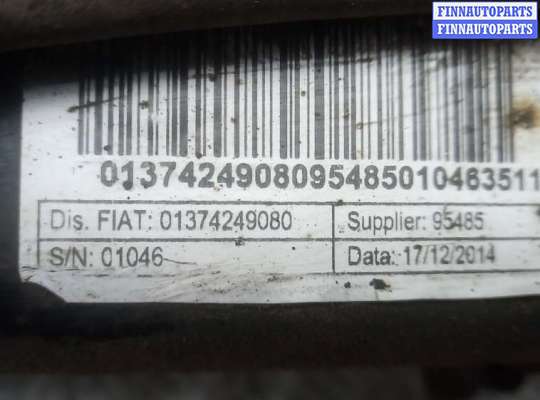 FINNAUTOPARTS
FINNAUTOPARTS
0137424908095485010463511
Dis. FIAT: 01374249080
Supplier: 95485
S/N: 01046
Data: 17/12/2014